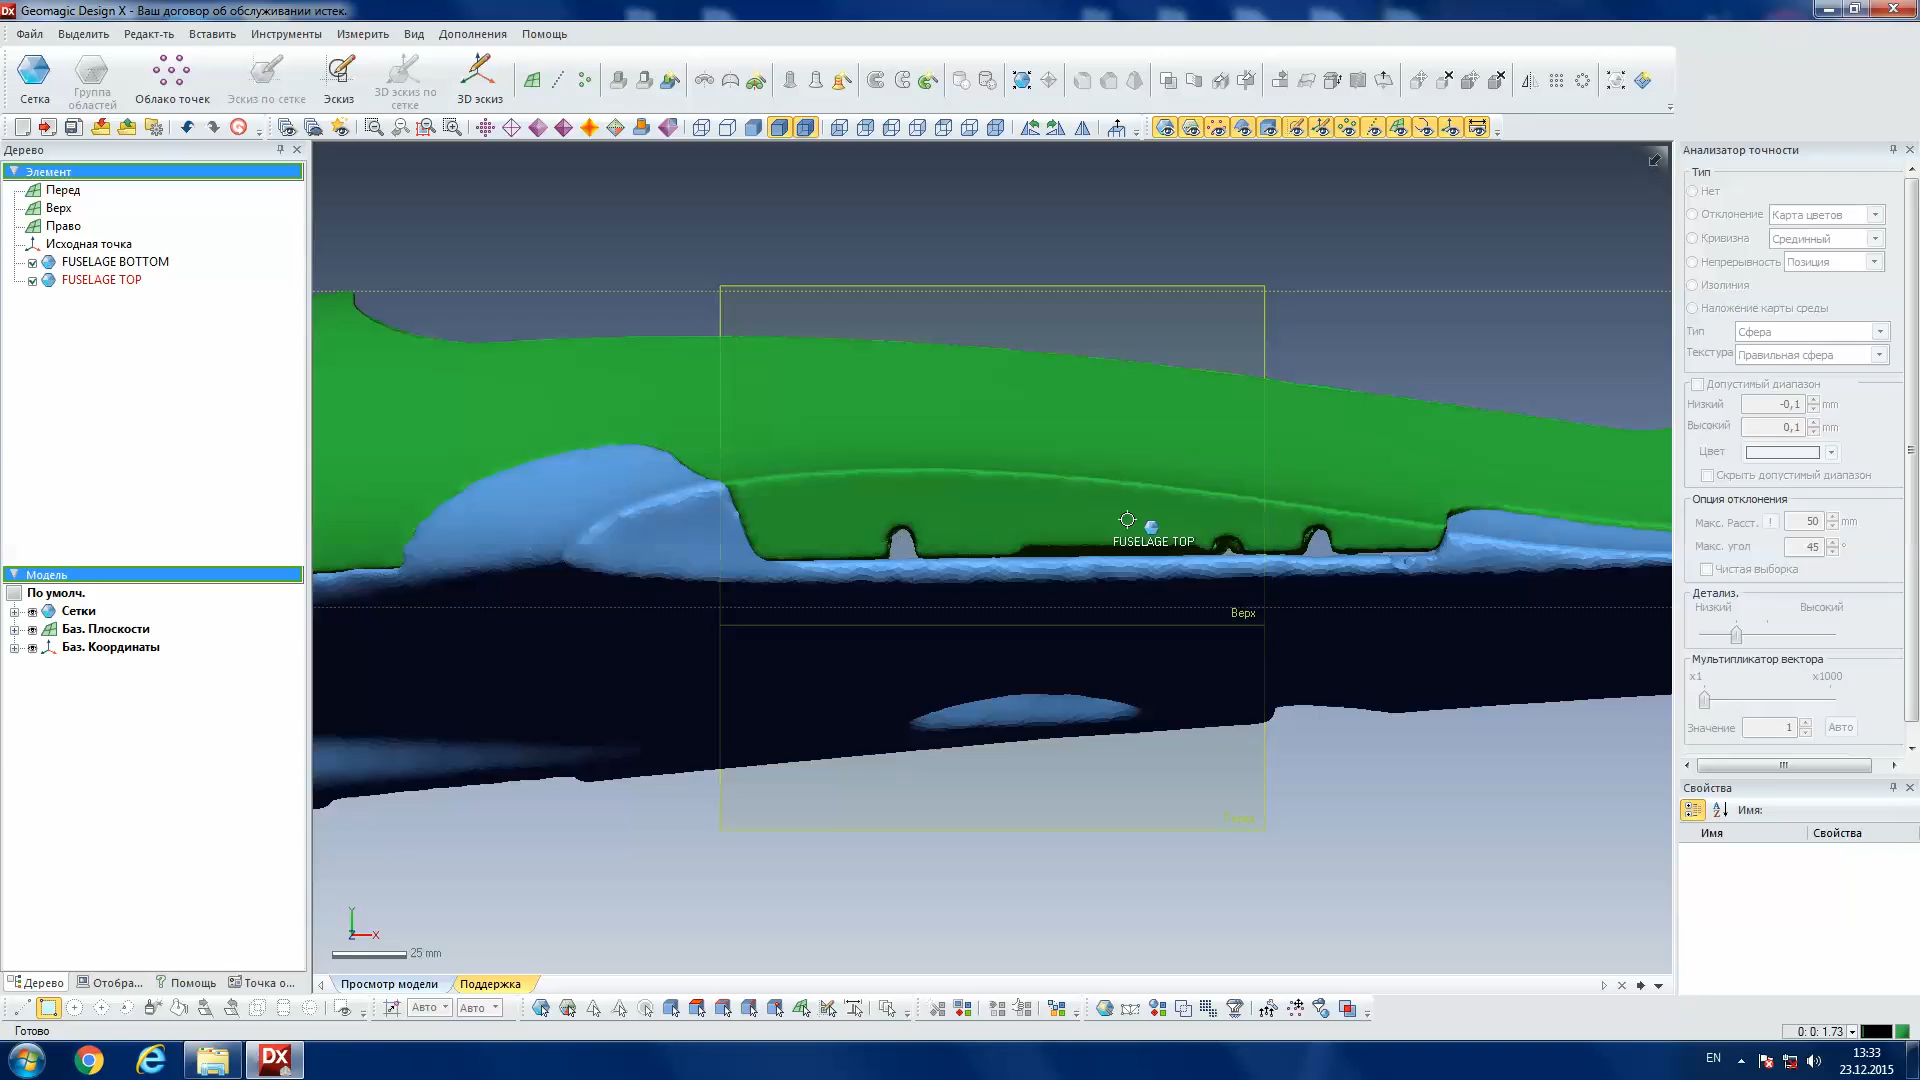 Geomagic Design X - Ваш договор об обслуживании истек.
Файл Выделить Редакт-ть Вставить Инструменты Измерить Вид Дополнения Помощь
Сетка
Группа областей
Облако точек
Эскиз по сетке
Эскиз
3D эскиз по сетке
3D эскиз
Дерево
Элемент
Перед
Верх
Право
Исходная точка
FUSELAGE BOTTOM
FUSELAGE TOP
Модель
По умолч.
Сетки
Баз. Плоскости
Баз. Координаты
Дерево Отобра... Помощь Точка о...
FUSELAGE TOP
Верх
Y
Z
X
25 mm
Просмотр модели Поддержка
Анализатор точности
Тип
Нет
Отклонение Карта цветов
Кривизна Срединный
Непрерывность Позиция
Изолиния
Наложение карты среды
Тип Сфера
Текстура Правильная сфера
Допустимый диапазон
Низкий -0,1 mm
Высокий 0,1 mm
Цвет
Скрыть допустимый диапазон
Опция отклонения
Макс. Расст. ! 50 mm
Макс. угол 45 °
Чистая выборка
Детализ.
Низкий Высокий
Мультипликатор вектора
x1 x1000
Значение 1 Авто
Свойства
Имя:
Имя Свойства
Авто Авто
Готово
0: 0: 1.73
EN
13:33
23.12.2015